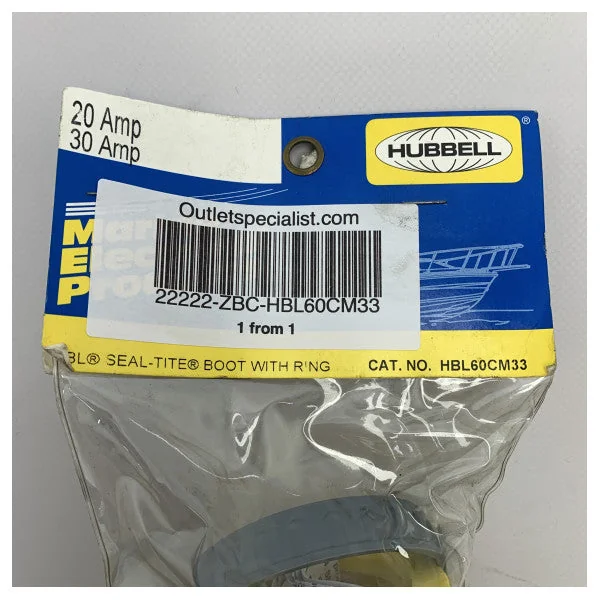 20 Amp
30 Amp
HUBBELL
®
Outletspecialist.com
22222-ZBC-HBL60CM33
1 from 1
BL® SEAL-TITE® BOOT WITH RING
CAT. NO. HBL60CM33